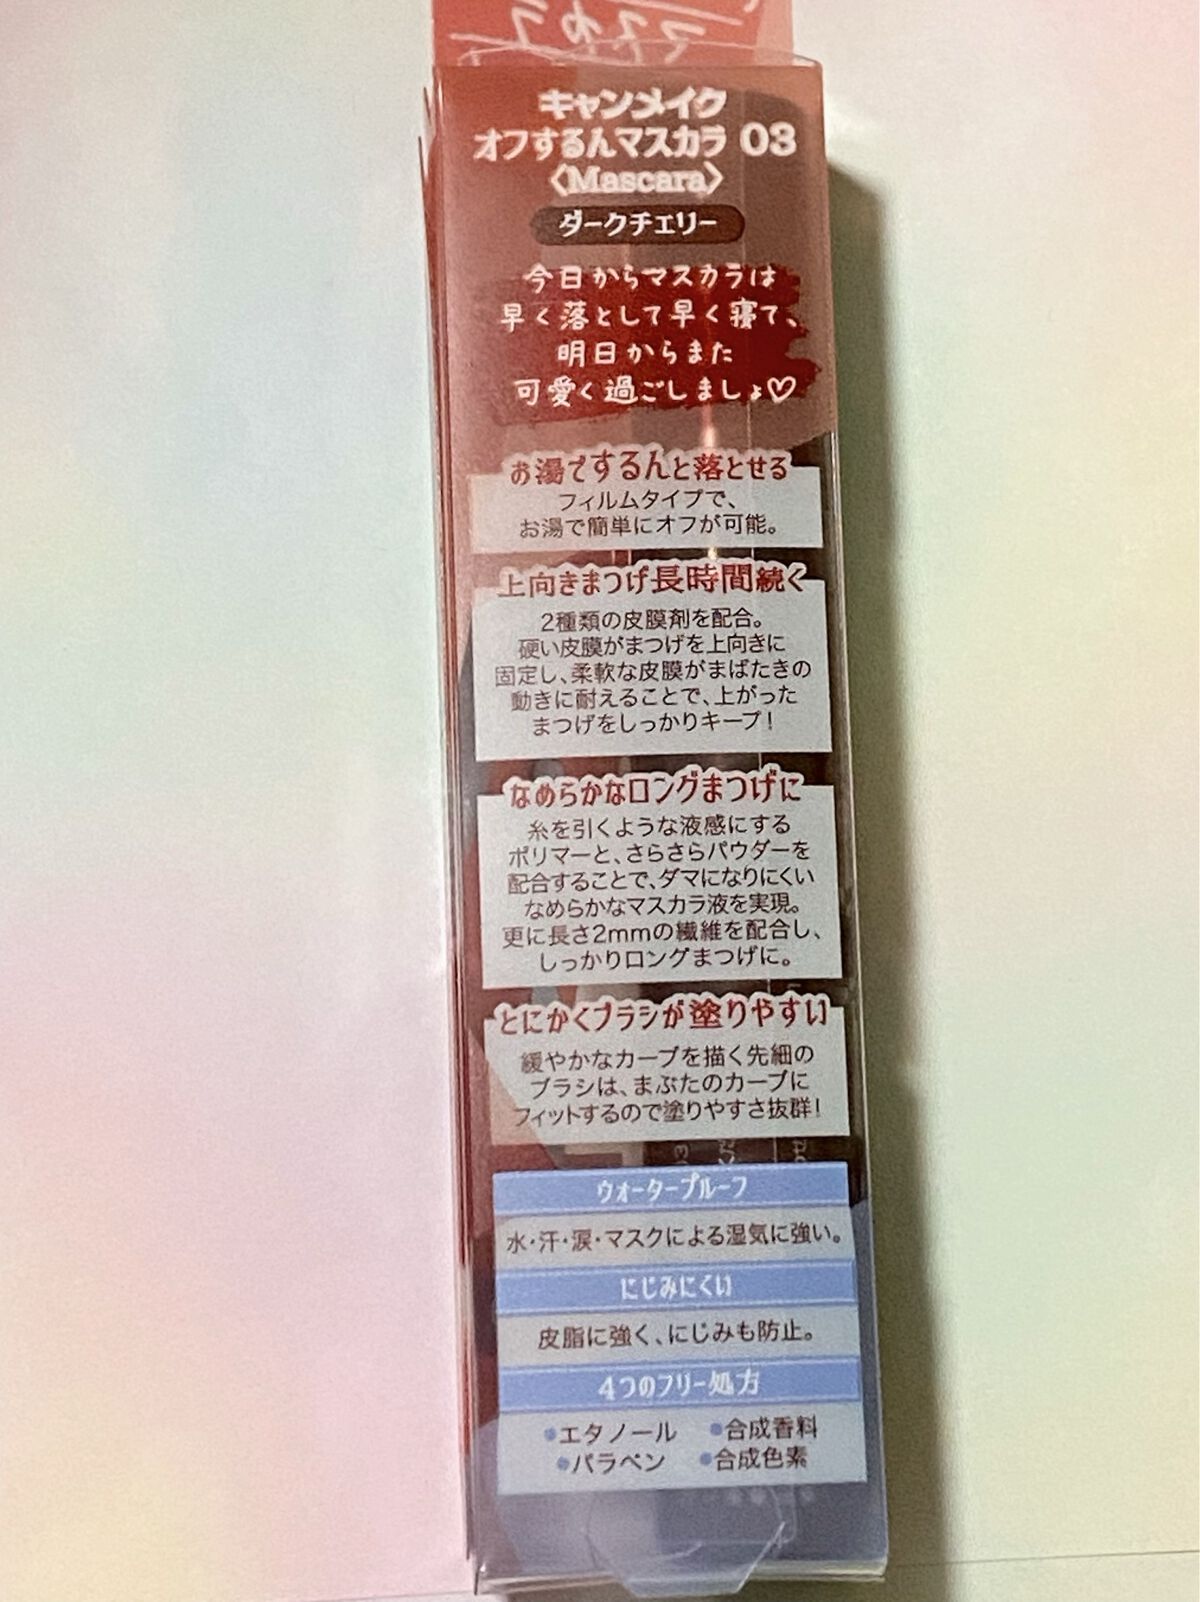 キャンメイク
オフするんマスカラ 03
〈Mascara〉
ダークチェリー
今日からマスカラは
早く落として早く寝て、
明日からまた
可愛く過ごしましょ♡
お湯でするんと落とせる
フィルムタイプで、
お湯で簡単にオフが可能。
上向きまつげ長時間続く
2種類の皮膜剤を配合。
硬い皮膜がまつげを上向きに
固定し、柔軟な皮膜がまばたきの
動きに耐えることで、上がった
まつげをしっかりキープ!
なめらかなロングまつげに
糸を引くような液感にする
ポリマーと、さらさらパウダーを
配合することで、ダマになりにくい
なめらかなマスカラ液を実現。
更に長さ2mmの繊維を配合し、
しっかりロングまつげに。
とにかくブラシが塗りやすい
緩やかなカーブを描く先細の
ブラシは、まぶたのカーブに
フィットするので塗りやすさ抜群!
ウォータープルーフ
水・汗・涙・マスクによる湿気に強い。
にじみにくい
皮脂に強く、にじみも防止。
4つのフリー処方
●エタノール ●合成香料
●パラベン ●合成色素